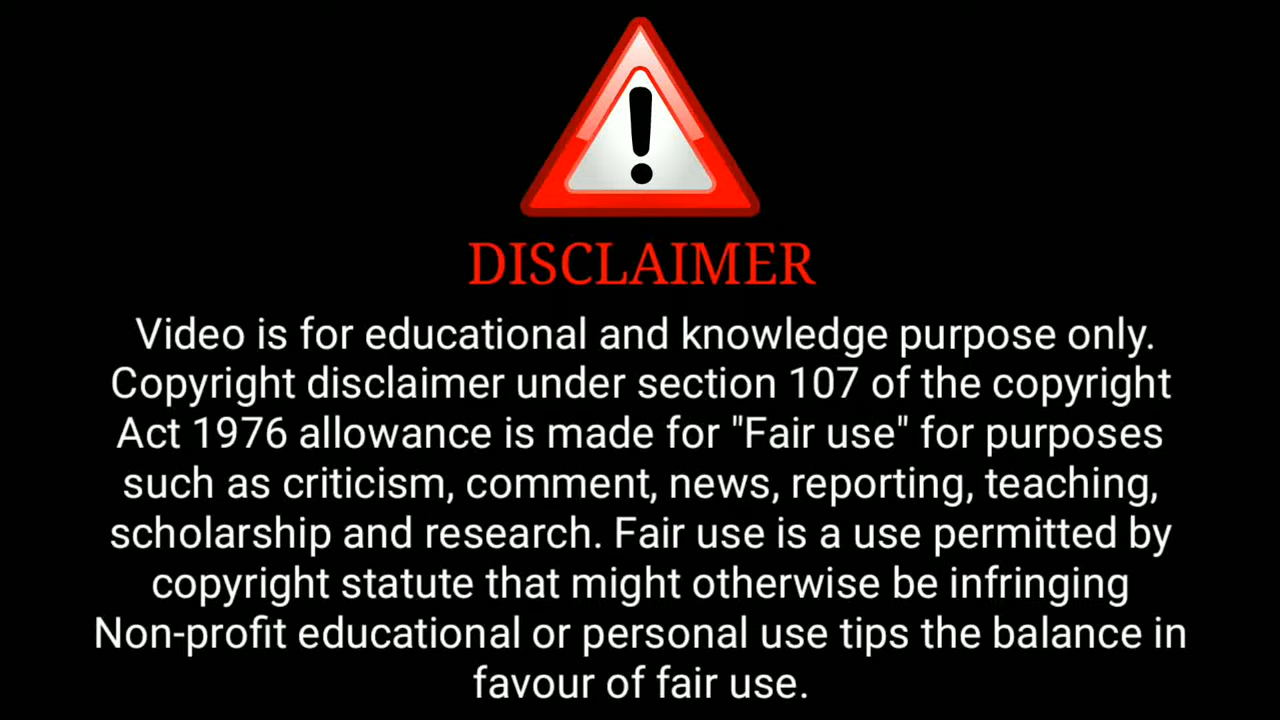 DISCLAIMER
Video is for educational and knowledge purpose only.
Copyright disclaimer under section 107 of the copyright
Act 1976 allowance is made for "Fair use" for purposes
such as criticism, comment, news, reporting, teaching,
scholarship and research. Fair use is a use permitted by
copyright statute that might otherwise be infringing
Non-profit educational or personal use tips the balance in
favour of fair use.